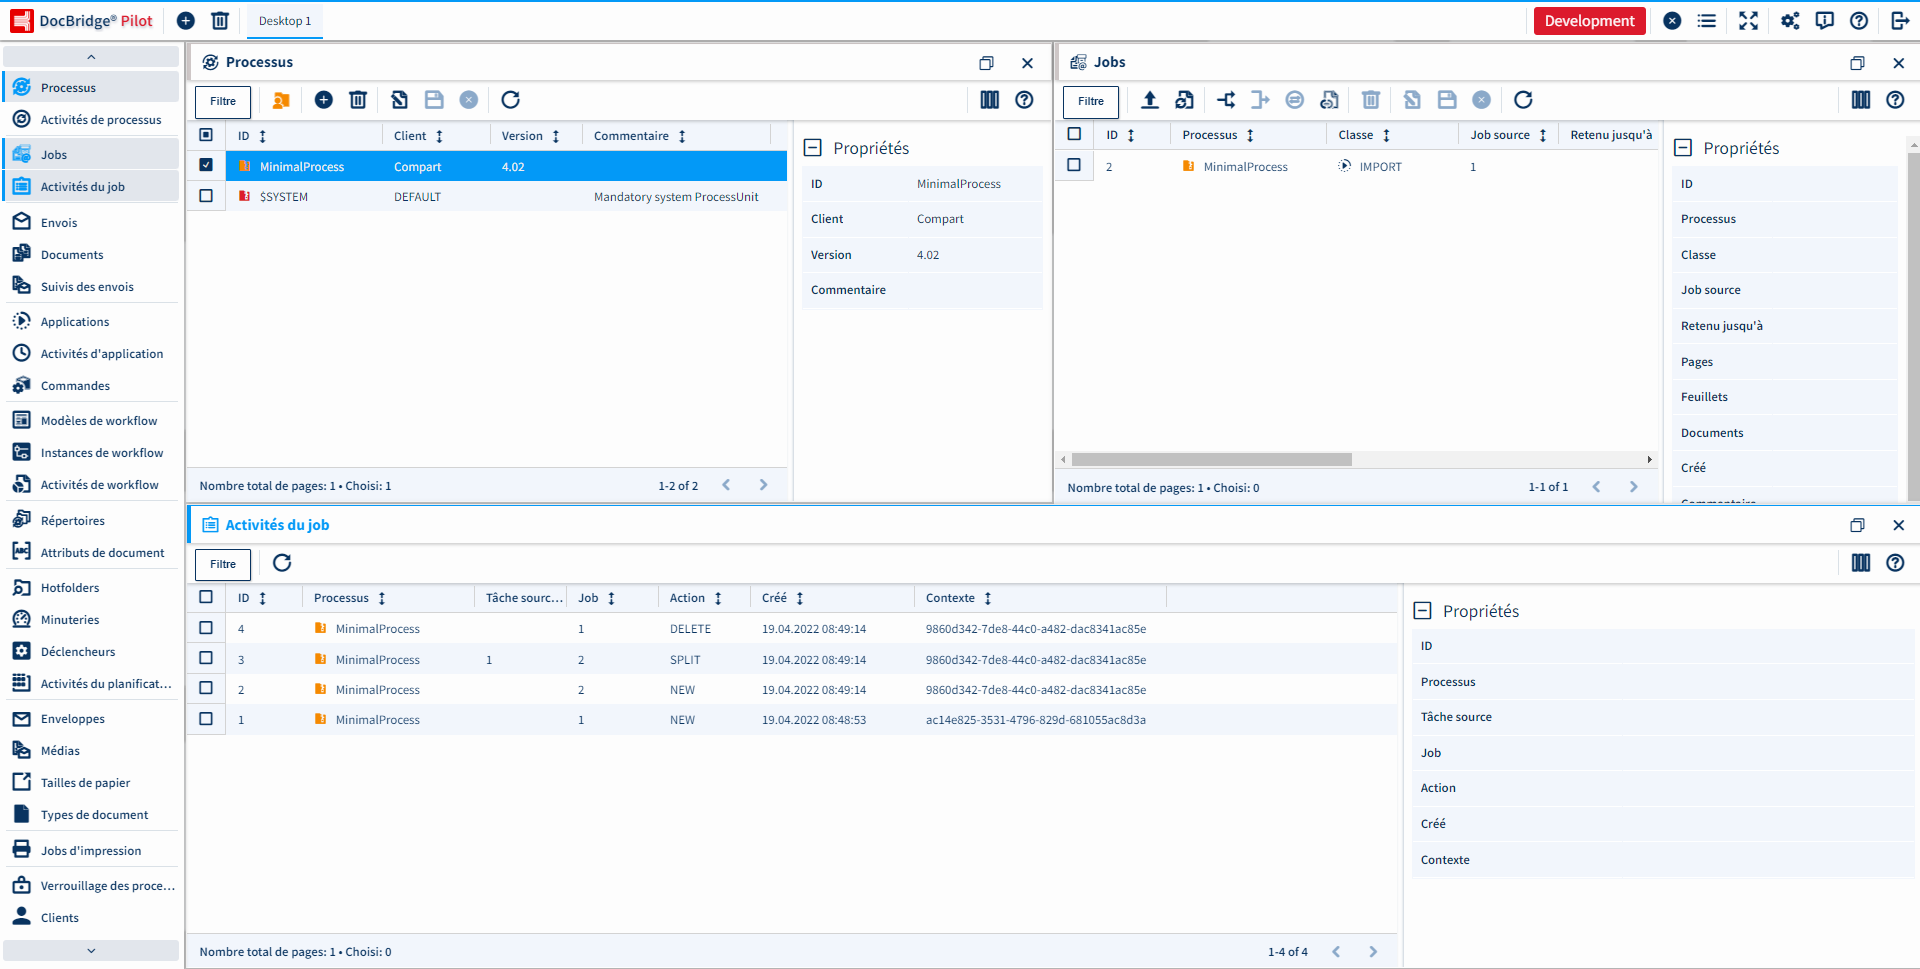 DocBridge® Pilot
Desktop 1
Development
Processus
Activités de processus
Jobs
Activités du job
Envois
Documents
Suivis des envois
Applications
Activités d'application
Commandes
Modèles de workflow
Instances de workflow
Activités de workflow
Répertoires
Attributs de document
Hotfolders
Minuteries
Déclencheurs
Activités du planificat...
Enveloppes
Médias
Tailles de papier
Types de document
Jobs d'impression
Verrouillage des proce...
Clients
Processus
Filtre
ID Client Version Commentaire
MinimalProcess Compart 4.02
$SYSTEM DEFAULT Mandatory system ProcessUnit
Nombre total de pages: 1 • Choisi: 1 1-2 of 2
Propriétés
ID MinimalProcess
Client Compart
Version 4.02
Commentaire
Jobs
Filtre
ID Processus Classe Job source Retenu jusqu'à
2 MinimalProcess IMPORT 1
Nombre total de pages: 1 • Choisi: 0 1-1 of 1
Propriétés
ID
Processus
Classe
Job source
Retenu jusqu'à
Pages
Feuillets
Documents
Créé
Commentaire
Activités du job
Filtre
ID Processus Tâche sourc... Job Action Créé Contexte
4 MinimalProcess 1 DELETE 19.04.2022 08:49:14 9860d342-7de8-44c0-a482-dac8341ac85e
3 MinimalProcess 1 2 SPLIT 19.04.2022 08:49:14 9860d342-7de8-44c0-a482-dac8341ac85e
2 MinimalProcess 2 NEW 19.04.2022 08:49:14 9860d342-7de8-44c0-a482-dac8341ac85e
1 MinimalProcess 1 NEW 19.04.2022 08:48:53 ac14e825-3531-4796-829d-681055ac8d3a
Nombre total de pages: 1 • Choisi: 0 1-4 of 4
Propriétés
ID
Processus
Tâche source
Job
Action
Créé
Contexte